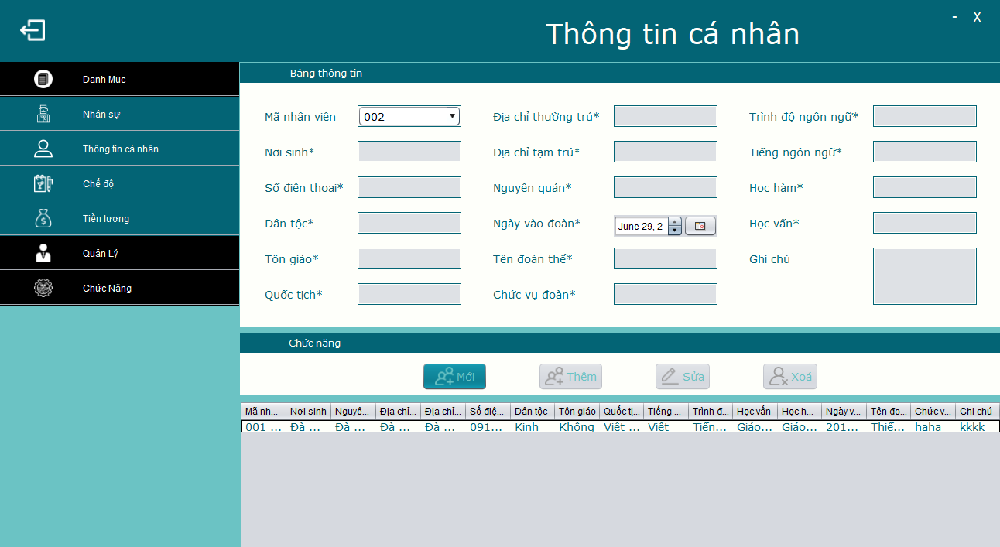 Thông tin cá nhân
- X
Danh Mục
Nhân sự
Thông tin cá nhân
Chế độ
Tiền lương
Quản Lý
Chức Năng
Bảng thông tin
Mã nhân viên 002 Địa chỉ thường trú* Trình độ ngôn ngữ*
Nơi sinh* Địa chỉ tạm trú* Tiếng ngôn ngữ*
Số điện thoại* Nguyên quán* Học hàm*
Dân tộc* Ngày vào đoàn* June 29, 2 Học vấn*
Tôn giáo* Tên đoàn thể* Ghi chú
Quốc tịch* Chức vụ đoàn*
Chức năng
Mới Thêm Sửa Xoá
Mã nh... Nơi sinh Nguyê... Địa chỉ... Địa chỉ... Số điệ... Dân tộc Tôn giáo Quốc tị... Tiếng ... Trình đ... Học vấn Học h... Ngày v... Tên đo... Chức v... Ghi chú
001 ... Đà ... Đà ... Đà ... Đà ... 091... Kinh Không Việt ... Việt Tiến... Giáo... Giáo... 201... Thiế... haha kkkk